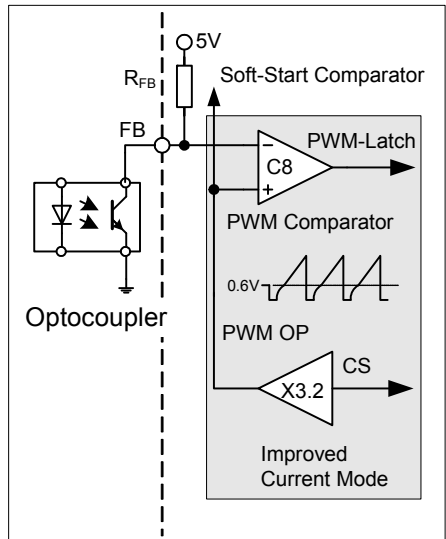 5V
RFB
Soft-Start Comparator
FB
PWM-Latch
−
C8
+
PWM Comparator
0.6V
Optocoupler
PWM OP
CS
X3.2
Improved
Current Mode